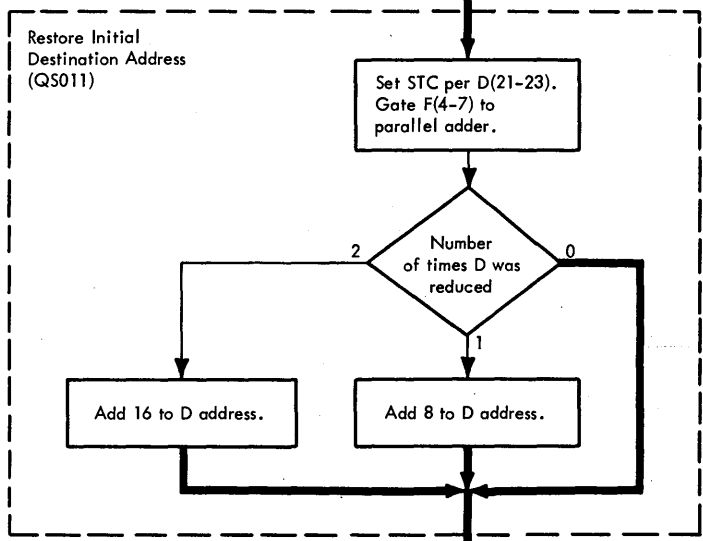 Restore Initial
Destination Address
(QS011)
Set STC per D(21-23).
Gate F(4-7) to
parallel adder.
Number
of times D was
reduced
2
0
1
Add 16 to D address.
Add 8 to D address.